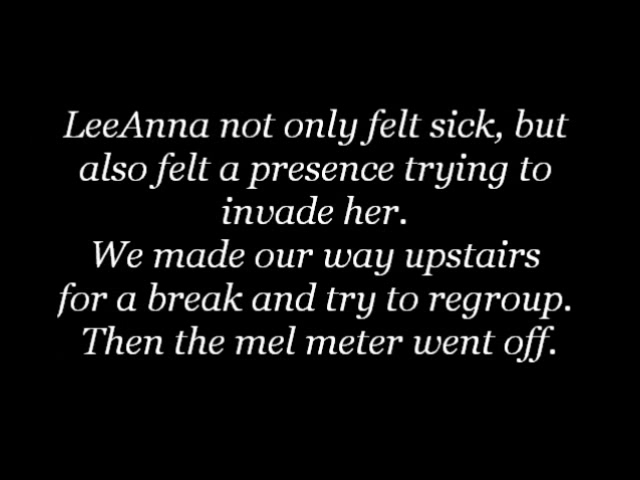 LeeAnna not only felt sick, but
also felt a presence trying to
invade her.
We made our way upstairs
for a break and try to regroup.
Then the mel meter went off.